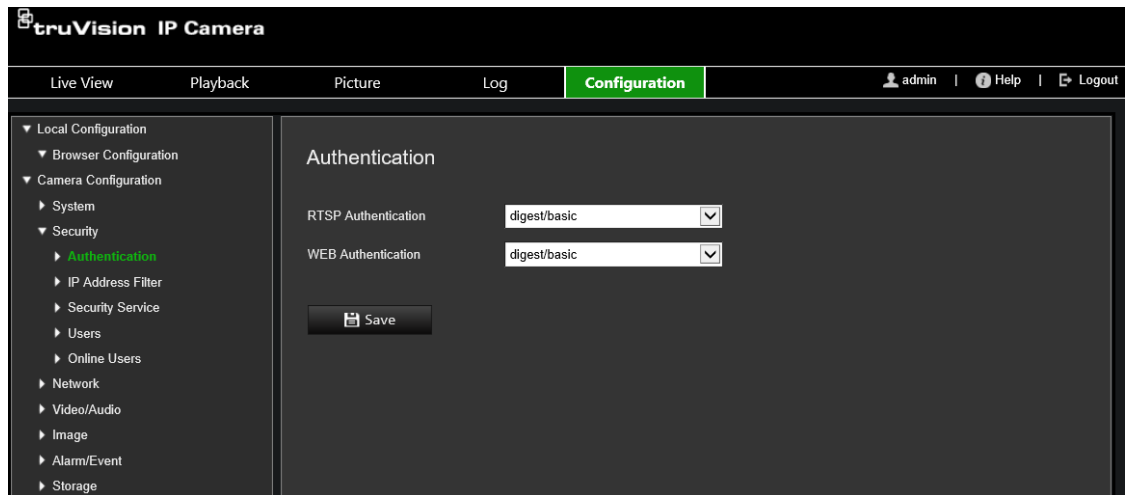 truVision IP Camera
Live View Playback Picture Log Configuration admin | Help | Logout
Local Configuration
Browser Configuration
Camera Configuration
System
Security
Authentication
IP Address Filter
Security Service
Users
Online Users
Network
Video/Audio
Image
Alarm/Event
Storage
Authentication
RTSP Authentication digest/basic
WEB Authentication digest/basic
Save